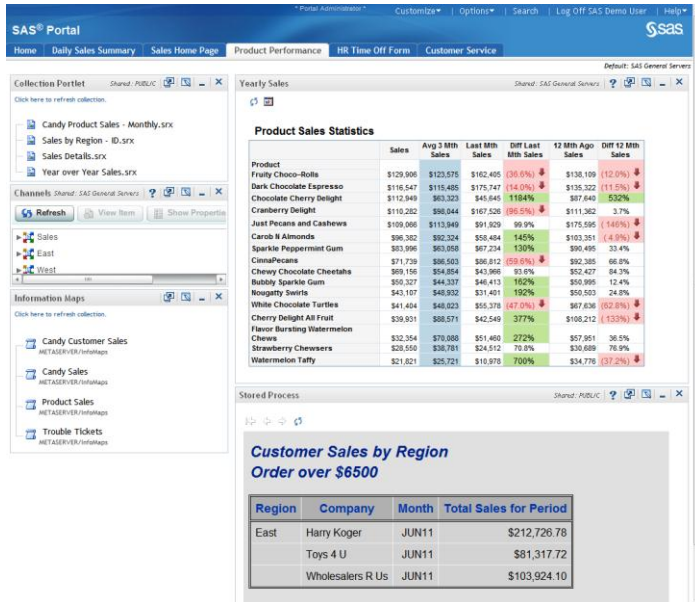 * Portal Administrator *
Customize▾ | Options▾ | Search | Log Off SAS Demo User | Help▾
SAS® Portal
sas
Home Daily Sales Summary Sales Home Page Product Performance HR Time Off Form Customer Service
Default: SAS General Servers
Collection Portlet Shared: PUBLIC
Click here to refresh collection.
Candy Product Sales - Monthly.srx
Sales by Region - ID.srx
Sales Details.srx
Year over Year Sales.srx
Channels Shared: SAS General Servers
Refresh View Item Show Propertie
Sales
East
West
Information Maps
Click here to refresh collection.
Candy Customer Sales
METASERVER/InfoMaps
Candy Sales
METASERVER/InfoMaps
Product Sales
METASERVER/InfoMaps
Trouble Tickets
METASERVER/InfoMaps
Yearly Sales Shared: SAS General Servers
Product Sales Statistics
Sales Avg 3 Mth Sales Last Mth Sales Diff Last Mth Sales 12 Mth Ago Sales Diff 12 Mth Sales
Product
Fruity Choco-Rolls $129,906 $123,575 $162,405 (36.6%) $138,109 (12.0%)
Dark Chocolate Espresso $116,547 $115,485 $175,747 (14.0%) $135,322 (11.5%)
Chocolate Cherry Delight $112,949 $63,323 $45,645 1184% $87,640 532%
Cranberry Delight $110,282 $98,044 $167,526 (96.5%) $111,362 3.7%
Just Pecans and Cashews $109,066 $113,949 $91,929 99.9% $175,595 ( 146%)
Carob N Almonds $96,382 $92,324 $58,484 145% $103,351 ( 4.9%)
Sparkle Peppermint Gum $83,996 $63,058 $67,234 130% $90,495 33.4%
CinnaPecans $71,739 $86,503 $86,812 (59.6%) $92,385 66.8%
Chewy Chocolate Cheetahs $69,156 $54,854 $43,966 93.6% $52,427 84.3%
Bubbly Sparkle Gum $50,327 $44,337 $46,413 162% $50,995 12.4%
Nougatty Swirls $43,107 $48,932 $31,401 192% $50,503 24.8%
White Chocolate Turtles $41,404 $48,023 $55,378 (47.0%) $67,636 (62.8%)
Cherry Delight All Fruit $39,931 $88,571 $42,549 377% $108,212 ( 133%)
Flavor Bursting Watermelon
Chews $32,354 $70,088 $51,460 272% $57,951 36.5%
Strawberry Chewsers $28,550 $38,781 $24,512 70.8% $30,689 76.9%
Watermelon Taffy $21,821 $25,721 $10,978 700% $34,776 (37.2%)
Stored Process Shared: PUBLIC
Customer Sales by Region
Order over $6500
Region Company Month Total Sales for Period
East Harry Koger JUN11 $212,726.78
Toys 4 U JUN11 $81,317.72
Wholesalers R Us JUN11 $103,924.10